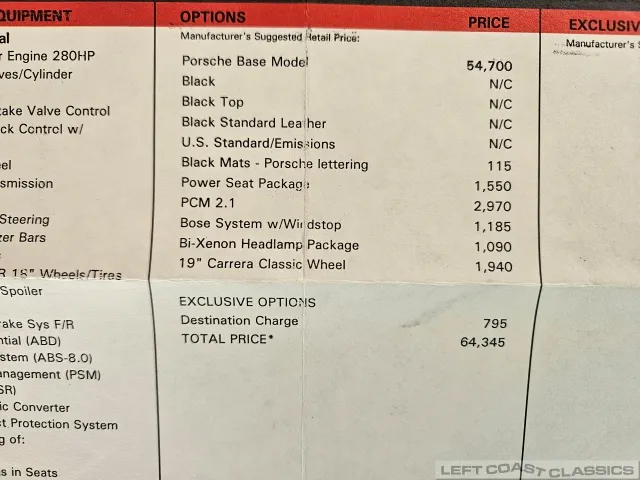 QUIPMENT
Engine 280HP
ves/Cylinder
take Valve Control
ck Control w/
smission
Steering
zer Bars
R 18" Wheels/Tires
Spoiler
rake Sys F/R
ntial (ABD)
stem (ABS-8.0)
anagement (PSM)
SR)
ic Converter
ct Protection System
g of:
s in Seats
OPTIONS PRICE
Manufacturer's Suggested Retail Price:
Porsche Base Model 54,700
Black N/C
Black Top N/C
Black Standard Leather N/C
U.S. Standard/Emissions N/C
Black Mats - Porsche lettering 115
Power Seat Package 1,550
PCM 2.1 2,970
Bose System w/Windstop 1,185
Bi-Xenon Headlamp Package 1,090
19" Carrera Classic Wheel 1,940
EXCLUSIVE OPTIONS
Destination Charge 795
TOTAL PRICE* 64,345
EXCLUSIV
Manufacturer's S
LEFT COAST CLASSICS